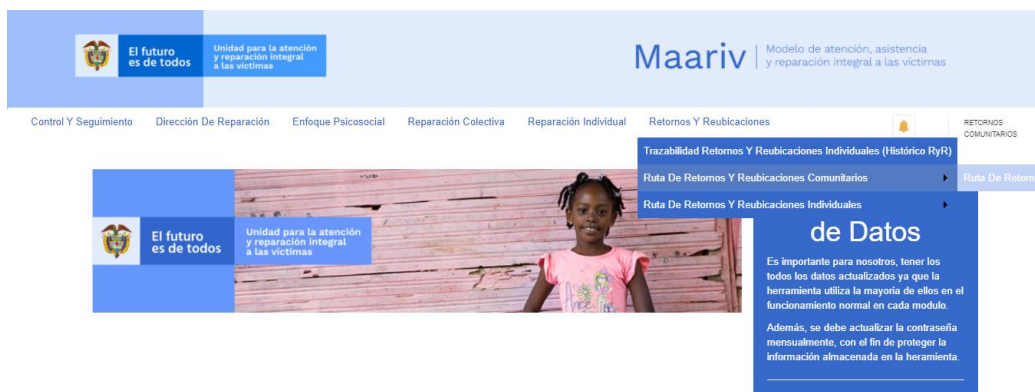 El futuro
es de todos
Unidad para la atención
y reparación integral
a las víctimas
Maariv
Modelo de atención, asistencia
y reparación integral a las víctimas
Control Y Seguimiento
Dirección De Reparación
Enfoque Psicosocial
Reparación Colectiva
Reparación Individual
Retornos Y Reubicaciones
RETORNOS
COMUNITARIOS
Trazabilidad Retornos Y Reubicaciones Individuales (Histórico RyR)
Ruta De Retornos Y Reubicaciones Comunitarios
Ruta De Retorn
Ruta De Retornos Y Reubicaciones Individuales
El futuro
es de todos
Unidad para la atención
y reparación integral
a las víctimas
de Datos
Es importante para nosotros, tener los
todos los datos actualizados ya que la
herramienta utiliza la mayoria de ellos en el
funcionamiento normal en cada modulo.
Además, se debe actualizar la contraseña
mensualmente, con el fin de proteger la
información almacenada en la heramienta.